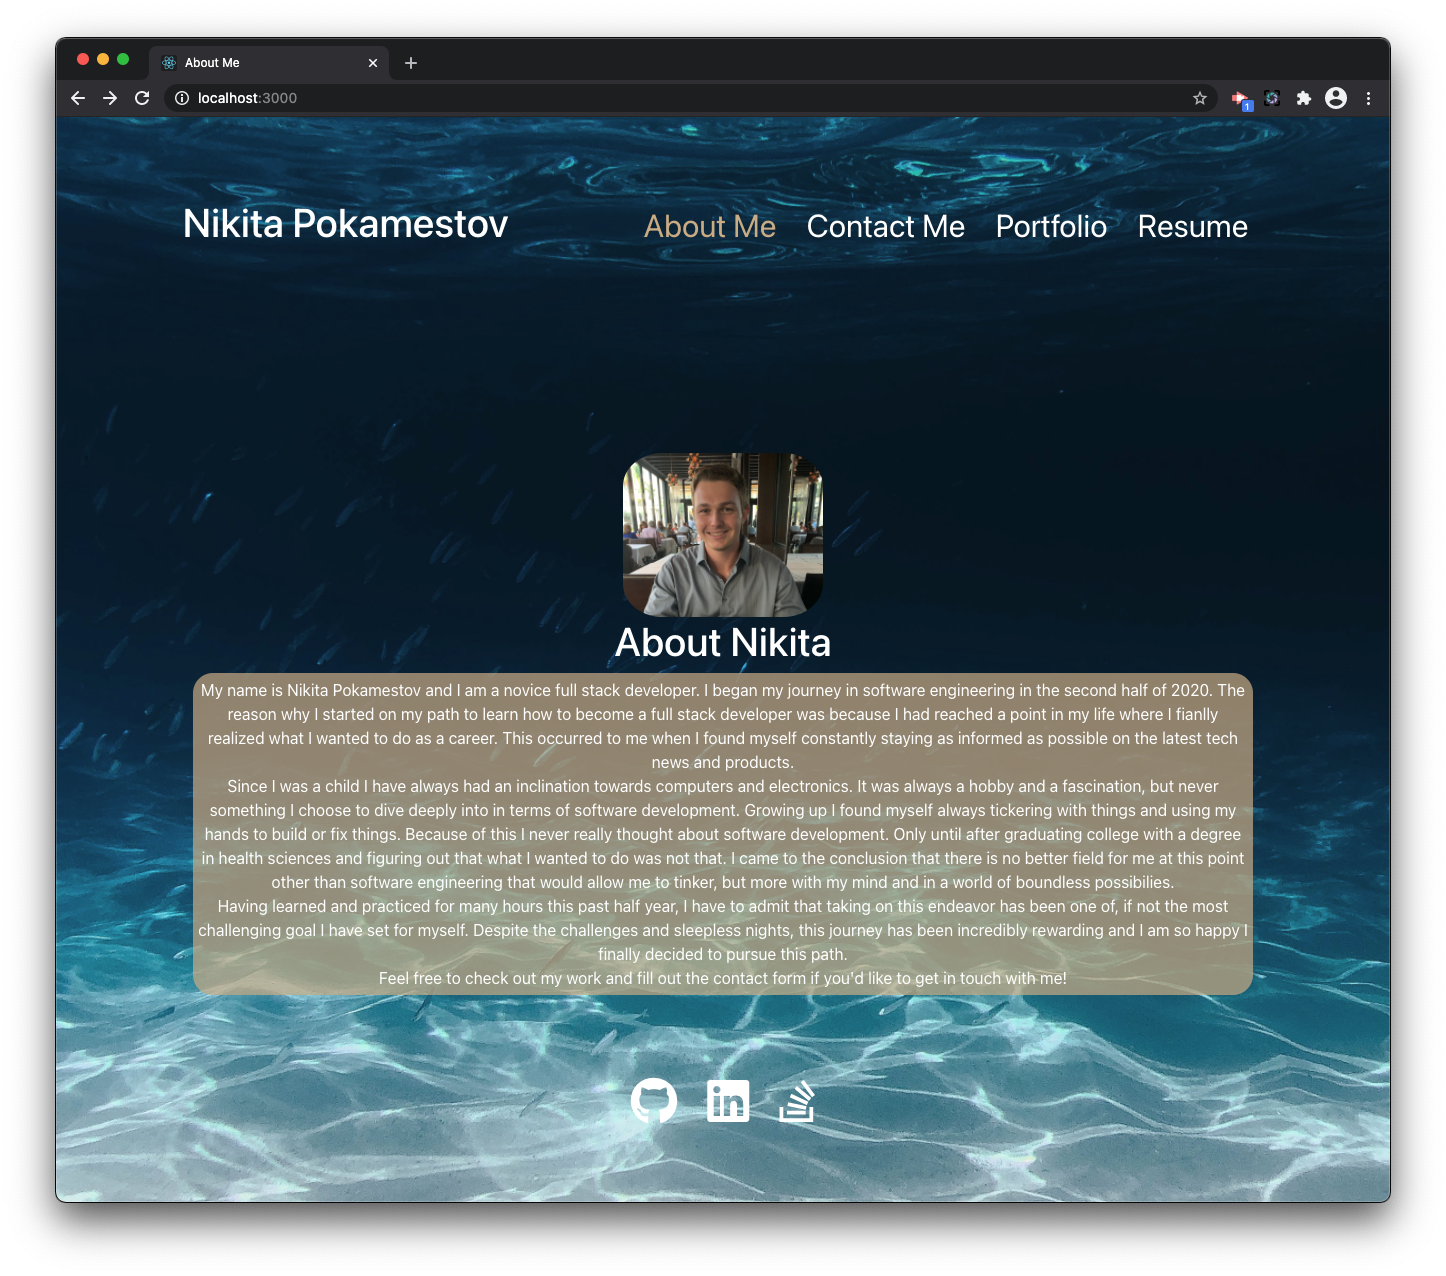 About Me
localhost:3000
1
Nikita Pokamestov
About Me Contact Me Portfolio Resume
About Nikita
My name is Nikita Pokamestov and I am a novice full stack developer. I began my journey in software engineering in the second half of 2020. The
reason why I started on my path to learn how to become a full stack developer was because I had reached a point in my life where I fianlly
realized what I wanted to do as a career. This occurred to me when I found myself constantly staying as informed as possible on the latest tech
news and products.
Since I was a child I have always had an inclination towards computers and electronics. It was always a hobby and a fascination, but never
something I choose to dive deeply into in terms of software development. Growing up I found myself always tickering with things and using my
hands to build or fix things. Because of this I never really thought about software development. Only until after graduating college with a degree
in health sciences and figuring out that what I wanted to do was not that. I came to the conclusion that there is no better field for me at this point
other than software engineering that would allow me to tinker, but more with my mind and in a world of boundless possibilies.
Having learned and practiced for many hours this past half year, I have to admit that taking on this endeavor has been one of, if not the most
challenging goal I have set for myself. Despite the challenges and sleepless nights, this journey has been incredibly rewarding and I am so happy I
finally decided to pursue this path.
Feel free to check out my work and fill out the contact form if you'd like to get in touch with me!
in